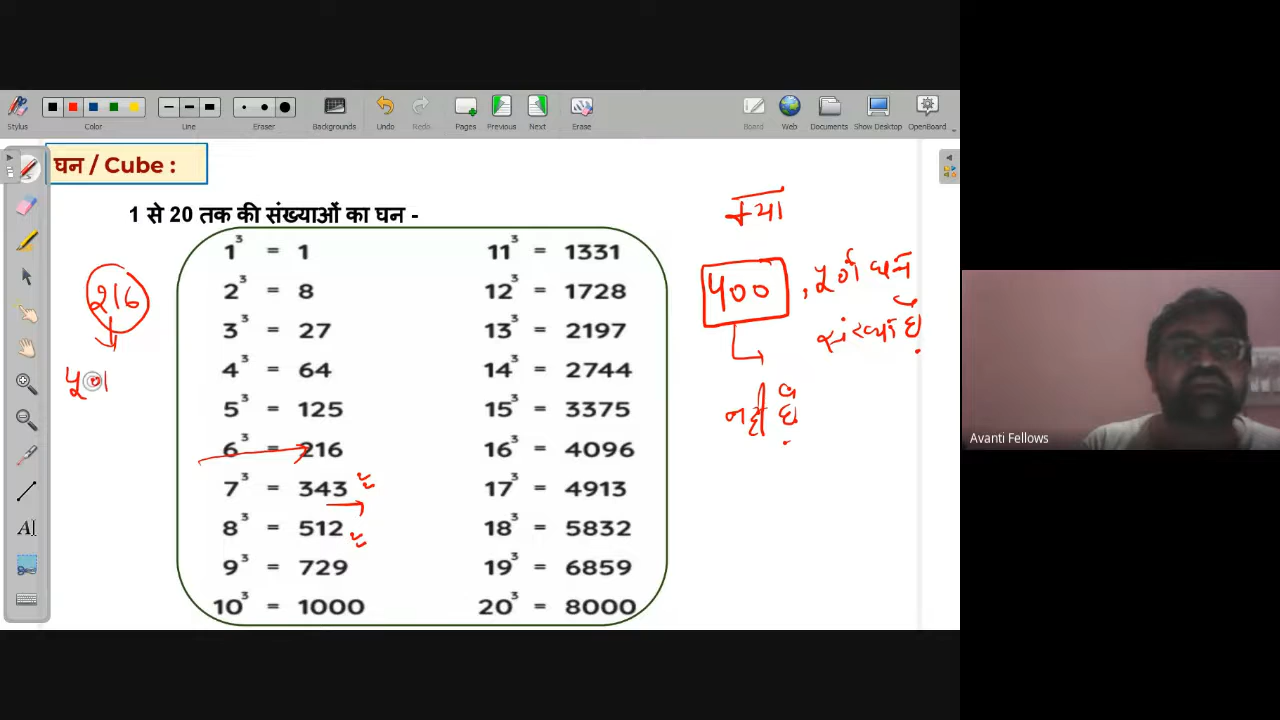 Stylus
Color
Line
Eraser
Backgrounds
Undo
Redo
Pages
Previous
Next
Erase
Board
Web
Documents
Show Desktop
OpenBoard
घन / Cube :
1 से 20 तक की संख्याओं का घन -
1³ = 1
2³ = 8
3³ = 27
4³ = 64
5³ = 125
6³ = 216
7³ = 343
8³ = 512
9³ = 729
10³ = 1000
11³ = 1331
12³ = 1728
13³ = 2197
14³ = 2744
15³ = 3375
16³ = 4096
17³ = 4913
18³ = 5832
19³ = 6859
20³ = 8000
216
क्या
400, पूर्ण घन
संख्या है
नहीं है
Avanti Fellows